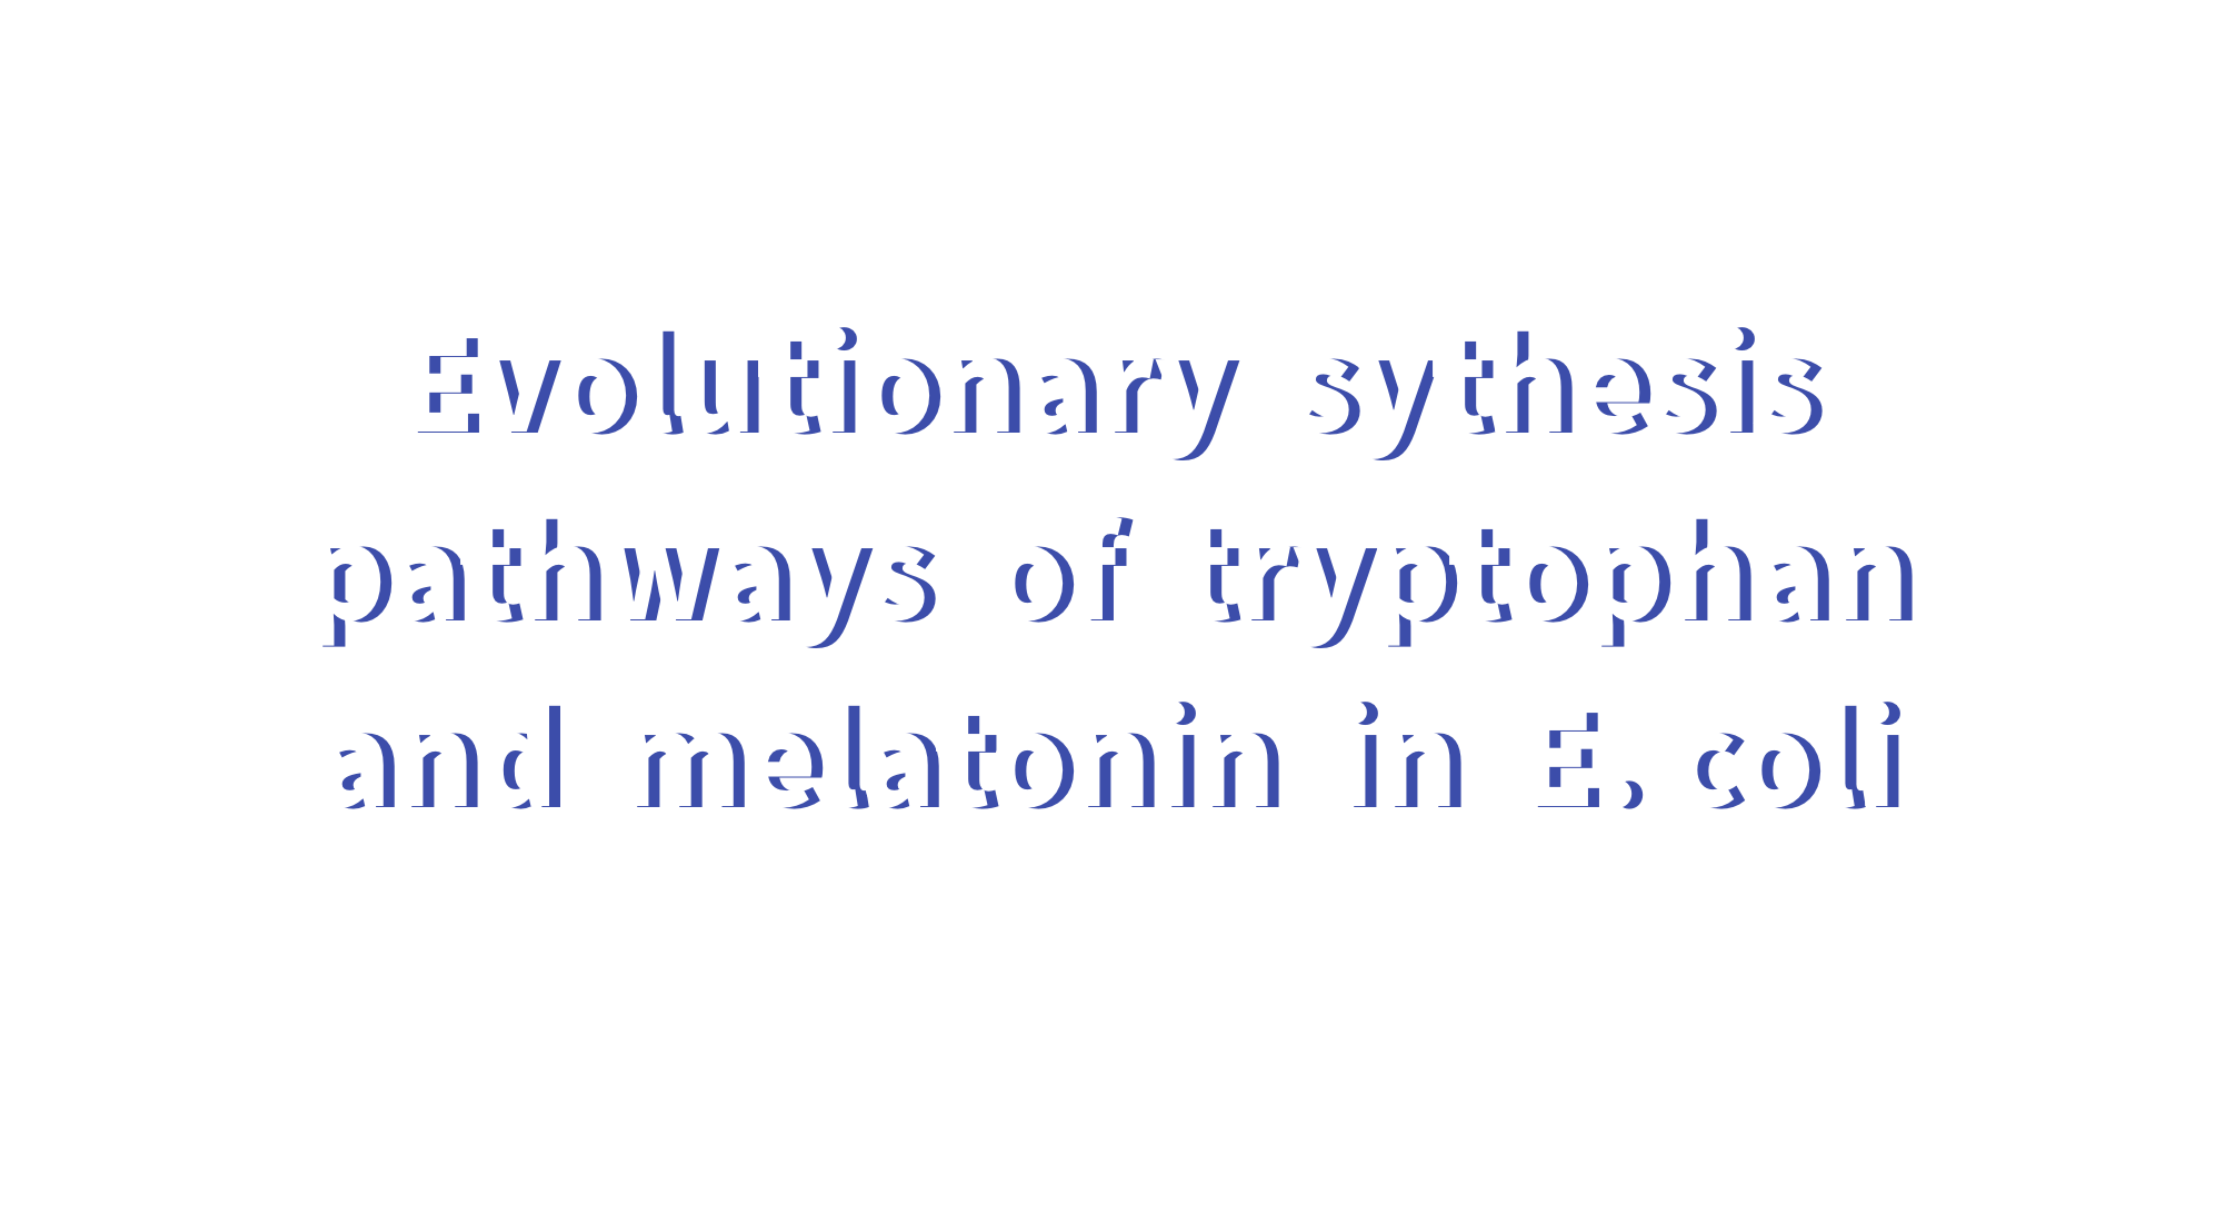 Evolutionary sythesis
pathways of tryptophan
and melatonin in E. coli